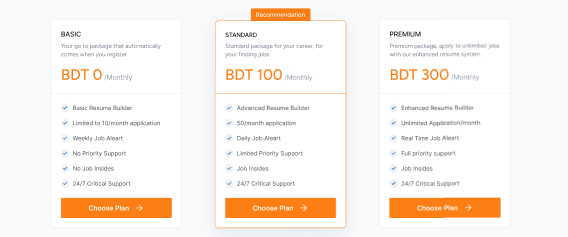 Recommendation
BASIC
Your go to package that automatically
comes when you register
BDT 0 /Monthly
Basic Resume Builder
Limited to 10/month application
Weekly Job Aleart
No Priority Support
No Job Insides
24/7 Critical Support
Choose Plan
STANDARD
Standard package for your career, for
your finding jobs
BDT 100 /Monthly
Advanced Resume Builder
50/month application
Daily Job Aleart
Limited Priority Support
Job Insides
24/7 Critical Support
Choose Plan
PREMIUM
Premium package, apply to unlimited jobs
with our enhanced resume system
BDT 300 /Monthly
Enhanced Resume Builder
Unlimited Application/month
Real Time Job Aleart
Full priority support
Job Insides
24/7 Critical Support
Choose Plan